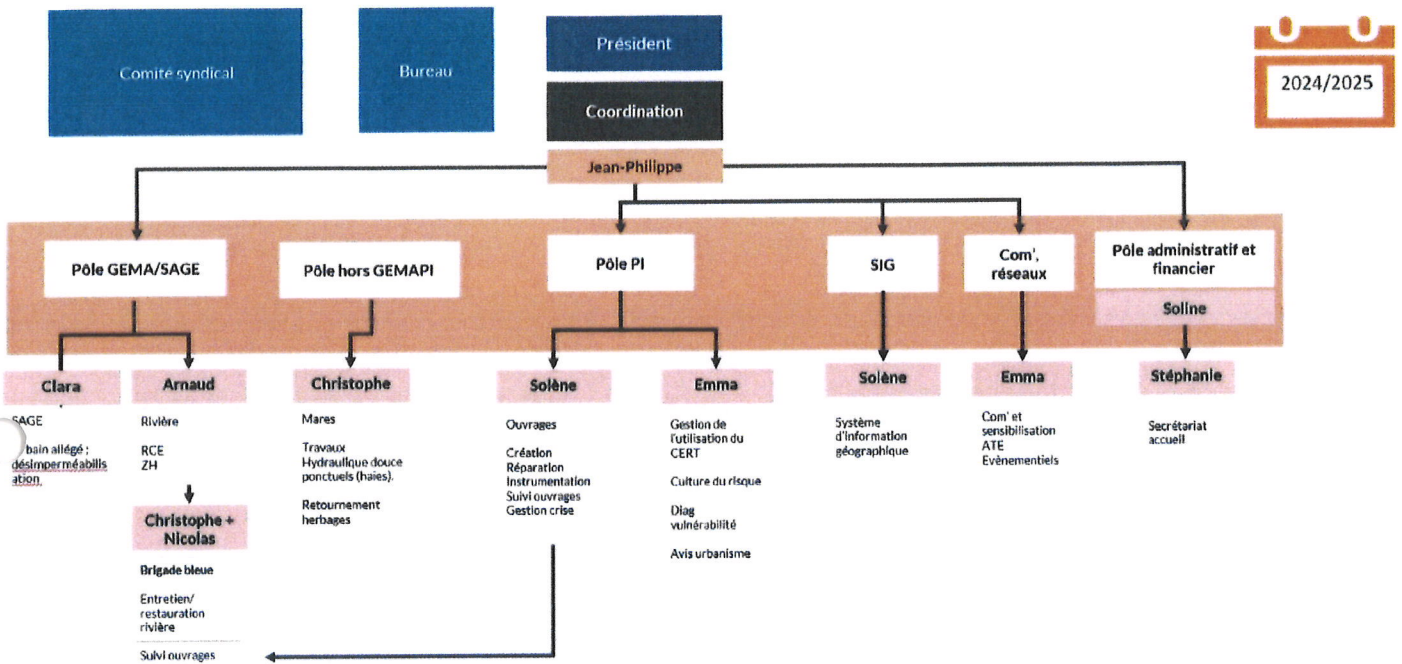 Comité syndical
Bureau
Président
Coordination
Jean-Philippe
2024/2025
Pôle GEMA/SAGE
Pôle hors GEMAPI
Pôle PI
SIG
Com',
réseaux
Pôle administratif et
financier
Soline
Clara
SAGE
bain allégé ;
désimperméabilis
ation
Arnaud
Rivière
RCE
ZH
Christophe +
Nicolas
Brigade bleue
Entretien/
restauration
rivière
Suivi ouvrages
Christophe
Mares
Travaux
Hydraulique douce
ponctuels (haies).
Retournement
herbages
Solène
Ouvrages
Création
Réparation
Instrumentation
Suivi ouvrages
Gestion crise
Emma
Gestion de
l'utilisation du
CERT
Culture du risque
Diag
vulnérabilité
Avis urbanisme
Solène
Système
d'information
géographique
Emma
Com' et
sensibilisation
ATE
Evènementiels
Stéphanie
Secrétariat
accueil